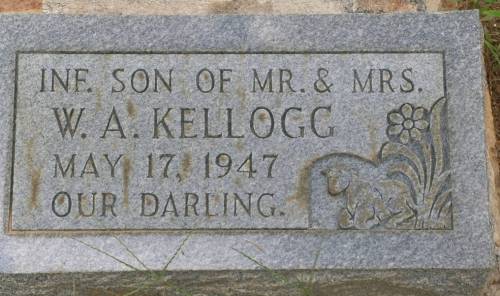 INF. SON OF MR. & MRS.
W. A. KELLOGG
MAY 17, 1947
OUR DARLING.